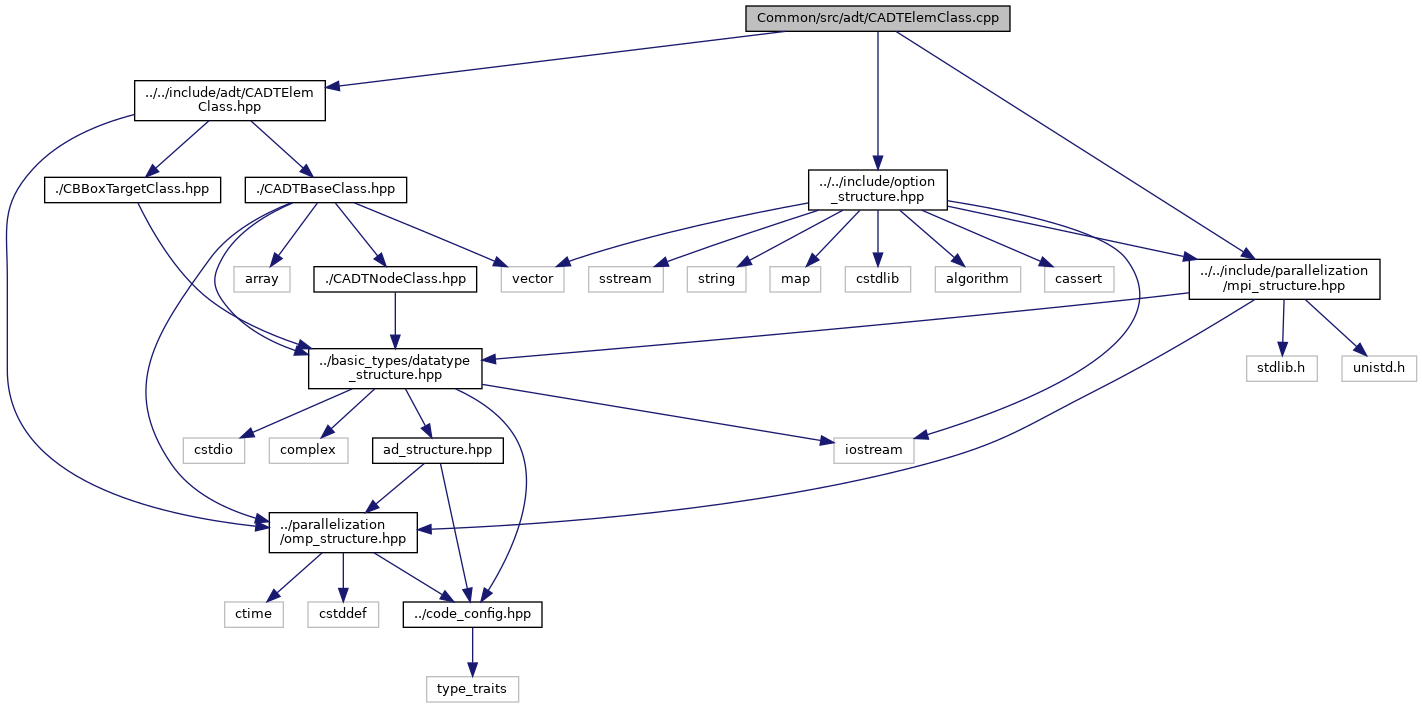 Common/src/adt/CADTElemClass.cpp
../../include/adt/CADTElem
Class.hpp
../../include/option
_structure.hpp
./CBBoxTargetClass.hpp
./CADTBaseClass.hpp
array
./CADTNodeClass.hpp
vector
sstream
string
map
cstdlib
algorithm
cassert
../../include/parallelization
/mpi_structure.hpp
../basic_types/datatype
_structure.hpp
stdlib.h
unistd.h
cstdio
complex
ad_structure.hpp
iostream
../parallelization
/omp_structure.hpp
ctime
cstddef
../code_config.hpp
type_traits